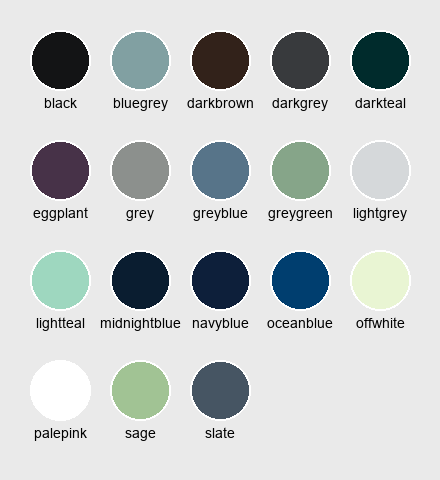 black bluegrey darkbrown darkgrey darkteal
eggplant grey greyblue greygreen lightgrey
lightteal midnightblue navyblue oceanblue offwhite
palepink sage slate